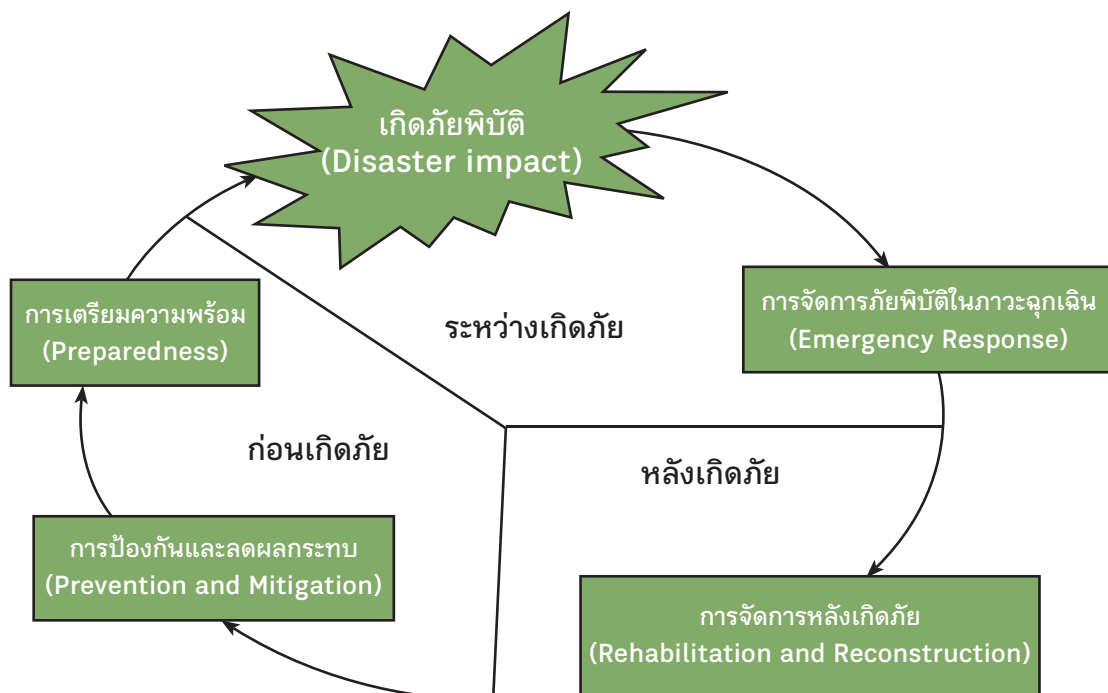 เกิดภัยพิบัติ
(Disaster impact)
การจัดการภัยพิบัติในภาวะฉุกเฉิน
(Emergency Response)
การเตรียมความพร้อม
(Preparedness)
ระหว่างเกิดภัย
ก่อนเกิดภัย
หลังเกิดภัย
การป้องกันและลดผลกระทบ
(Prevention and Mitigation)
การจัดการหลังเกิดภัย
(Rehabilitation and Reconstruction)